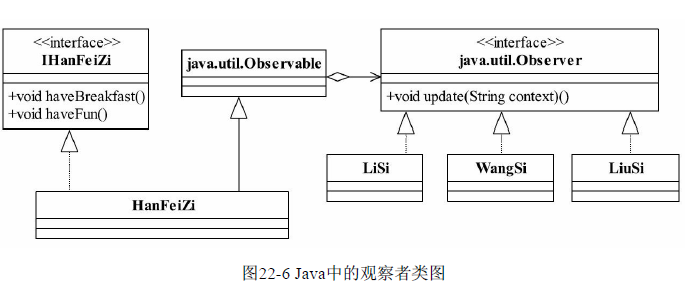 <<interface>>
IHanFeiZi
+void haveBreakfast()
+void haveFun()
java.util.Observable
<<interface>>
java.util.Observer
+void update(String context)()
LiSi
WangSi
LiuSi
HanFeiZi
图22-6 Java中的观察者类图